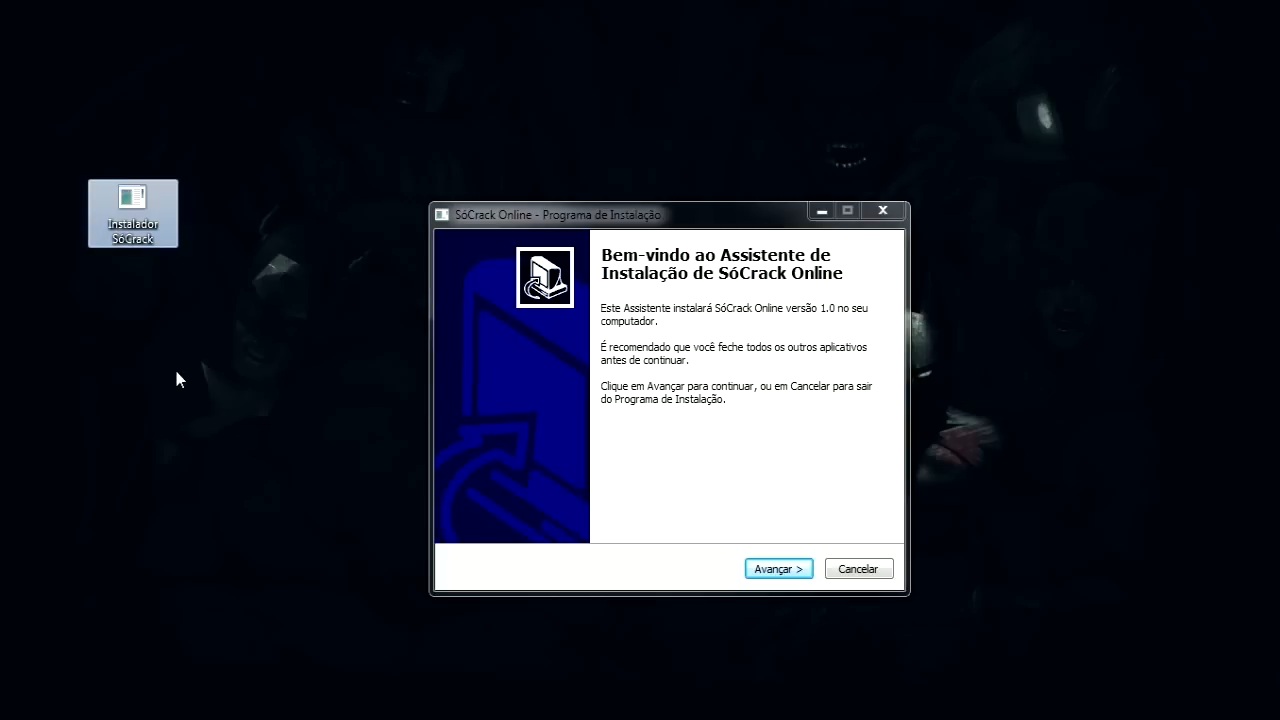 Instalador
SóCrack
SóCrack Online - Programa de Instalação
Bem-vindo ao Assistente de
Instalação de SóCrack Online
Este Assistente instalará SóCrack Online versão 1.0 no seu
computador.
É recomendado que você feche todos os outros aplicativos
antes de continuar.
Clique em Avançar para continuar, ou em Cancelar para sair
do Programa de Instalação.
Avançar >
Cancelar